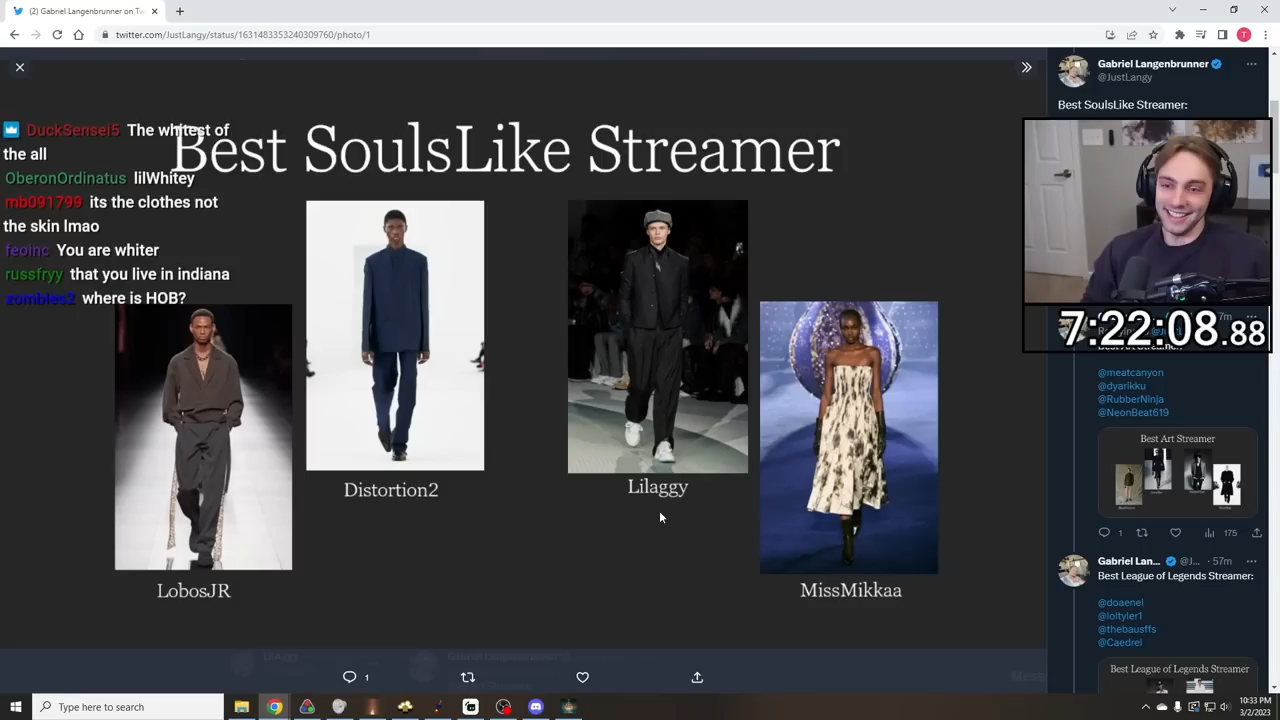 (2) Gabriel Langenbrunner on Tw
twitter.com/JustLangy/status/1631483353240309760/photo/1
T
Best SoulsLike Streamer
DuckSensei5 The whitest of
the all
OberonOrdinatus lilWhitey
mb091799 its the clothes not
the skin lmao
feoinc You are whiter
russfryy that you live in indiana
zombles2 where is HOB?
LobosJR
Distortion2
Lilaggy
MissMikkaa
1
Gabriel Langenbrunner
@JustLangy
Best SoulsLike Streamer:
7:22:08.88
@meatcanyon
@dyarikku
@RubberNinja
@NeonBeat619
Best Art Streamer
1
175
Gabriel Lan... @J... · 57m
Best League of Legends Streamer:
@doaenel
@loltyler1
@thebausffs
@Caedrel
Best League of Legends Streamer
Type here to search
10:33 PM
3/2/2023